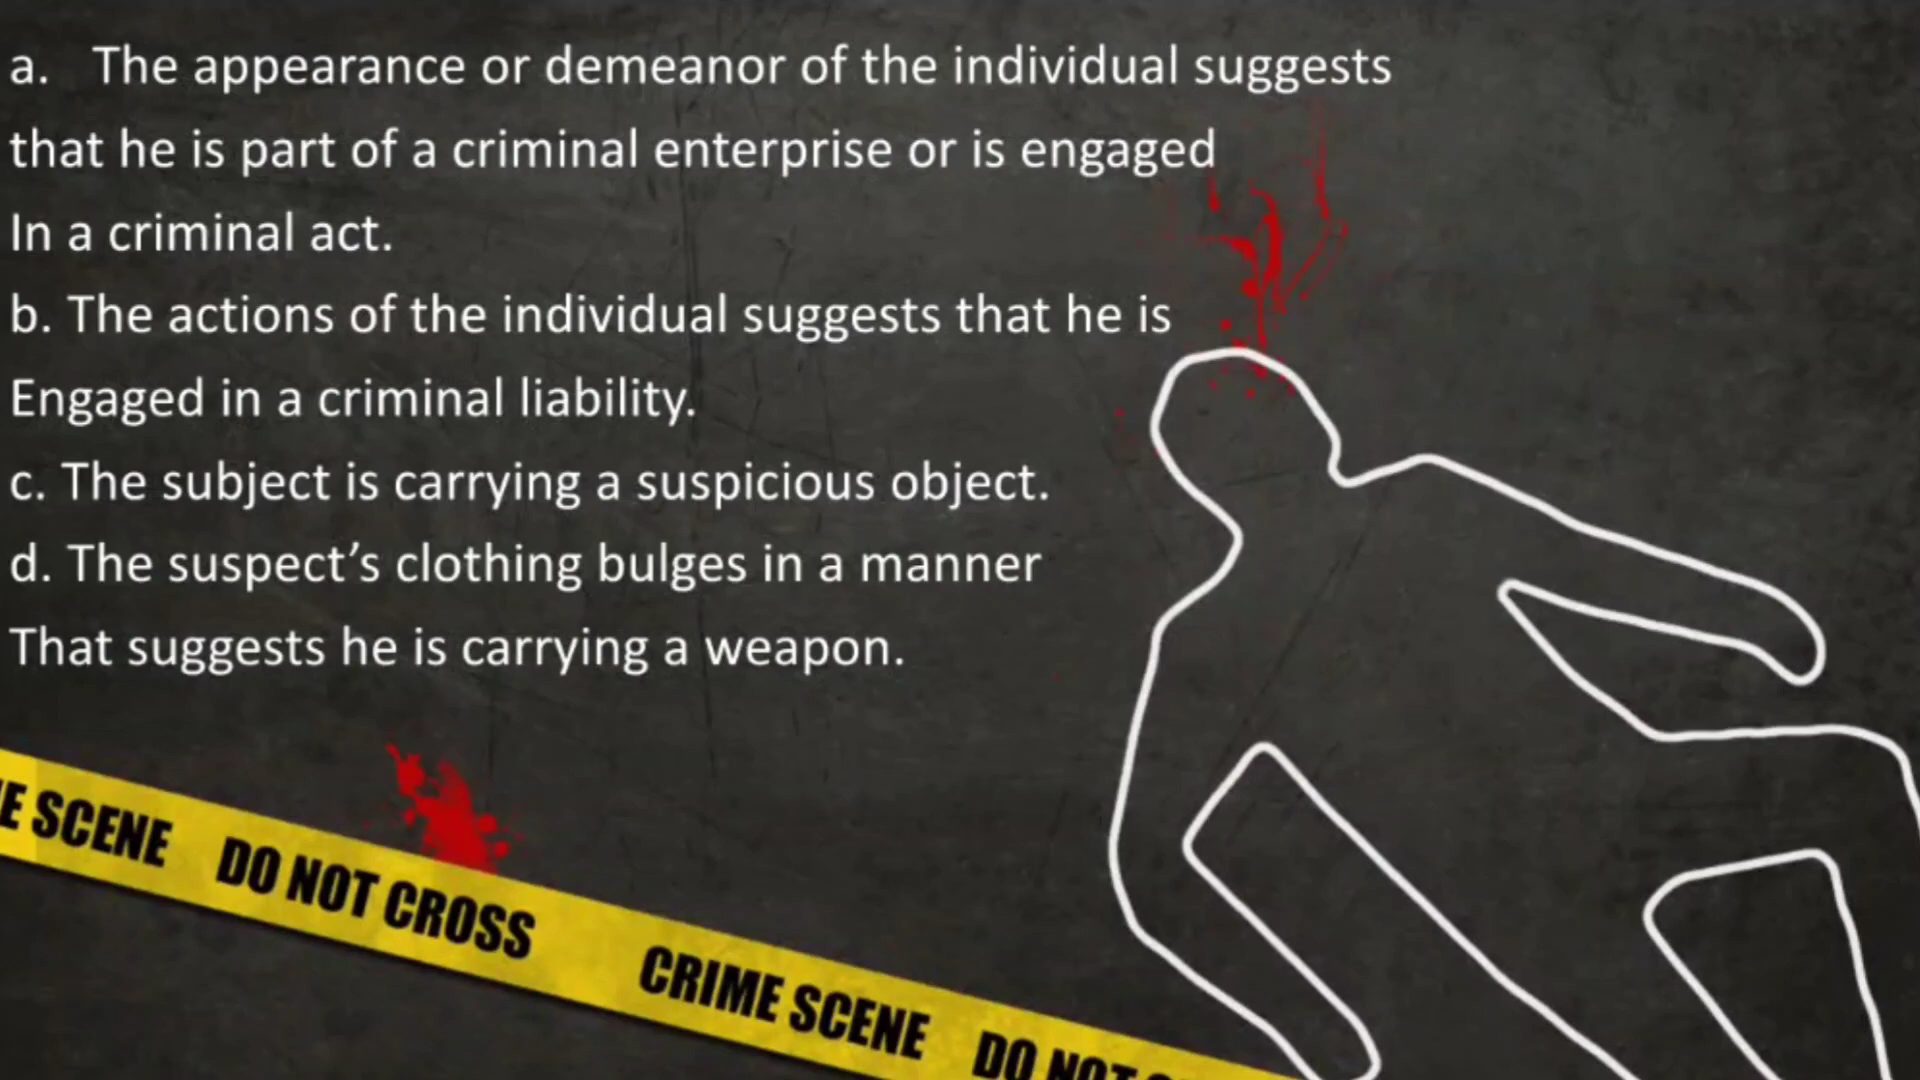 a. The appearance or demeanor of the individual suggests
that he is part of a criminal enterprise or is engaged
In a criminal act.
b. The actions of the individual suggests that he is
Engaged in a criminal liability.
c. The subject is carrying a suspicious object.
d. The suspect’s clothing bulges in a manner
That suggests he is carrying a weapon.
E SCENE DO NOT CROSS CRIME SCENE DO NOT